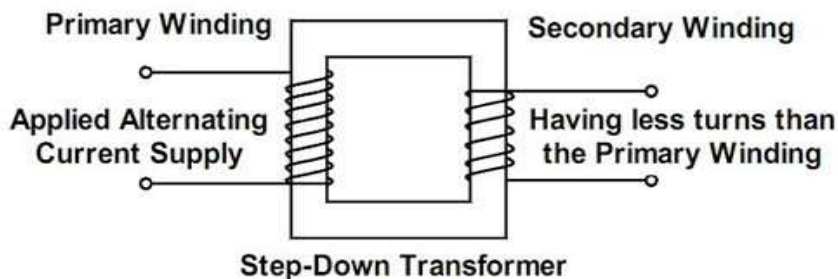 Primary Winding
Secondary Winding
Applied Alternating
Current Supply
Having less turns than
the Primary Winding
Step-Down Transformer